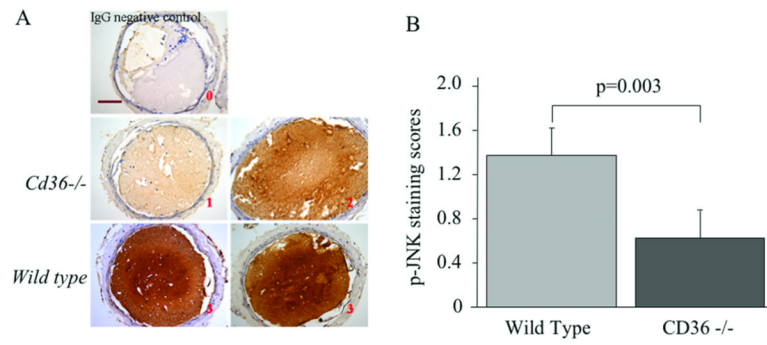 A
IgG negative control
0
Cd36-/-
1
2
Wild type
3
3
B
p-JNK staining scores
2.0
1.6
1.2
0.8
0.4
0
p=0.003
Wild Type
CD36 -/-